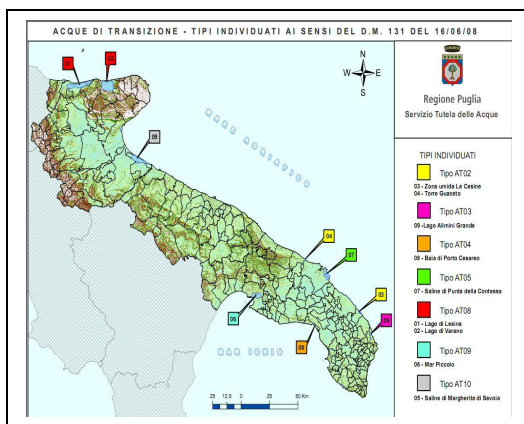 ACQUE DI TRANSIZIONE - TIPI INDIVIDUATI AI SENSI DEL D.M. 131 DEL 16/06/08
N
W E
S
Regione Puglia
Servizio Tutela delle Acque
01
02
05
MARE ADRIATICO
04
07
03
09
06
08
MAR IONIO
TIPI INDIVIDUATI
Tipo AT02
03 - Zona umida Le Cesine
04 - Torre Guaceto
Tipo AT03
09 -Lago Alimini Grande
Tipo AT04
08 - Baia di Porto Cesareo
Tipo AT05
07 - Saline di Punta della Contessa
Tipo AT08
01 - Lago di Lesina
02 - Lago di Varano
Tipo AT09
06 - Mar Piccolo
Tipo AT10
05 - Saline di Margherita di Savoia
25 12,5 0 25 50 Km